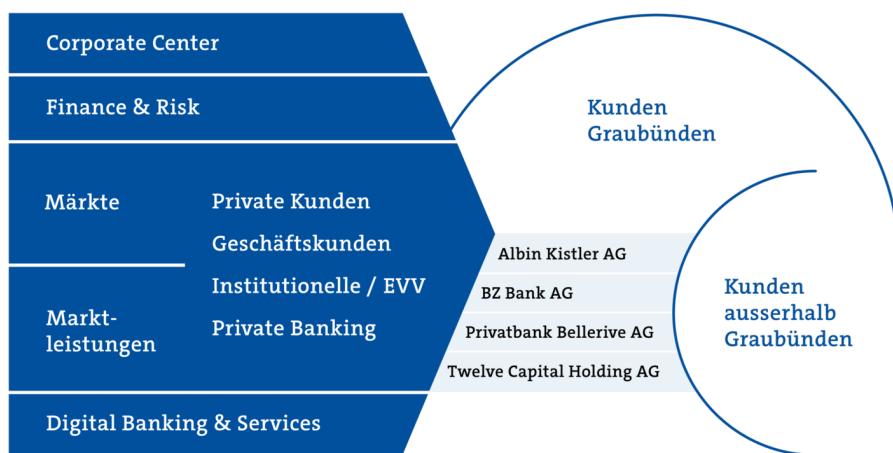 Corporate Center
Finance & Risk
Märkte
Private Kunden
Geschäftskunden
Institutionelle / EVV
Private Banking
Markt-
leistungen
Digital Banking & Services
Albin Kistler AG
BZ Bank AG
Privatbank Bellerive AG
Twelve Capital Holding AG
Kunden
Graubünden
Kunden
ausserhalb
Graubünden